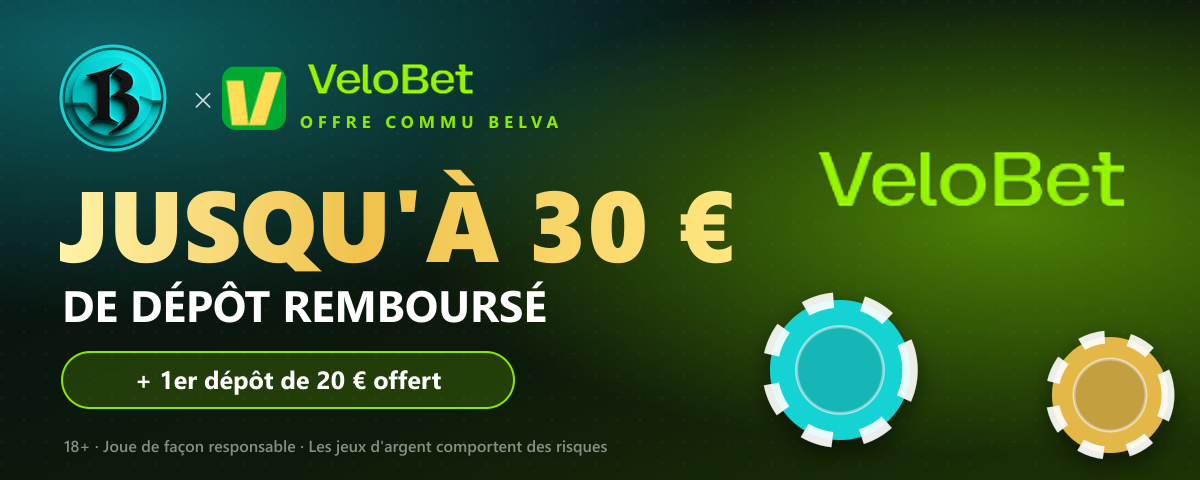 B × V VeloBet
OFFRE COMMU BELVA
VeloBet
JUSQU'À 30 €
DE DÉPÔT REMBOURSÉ
+ 1er dépôt de 20 € offert
18+ · Joue de façon responsable · Les jeux d'argent comportent des risques